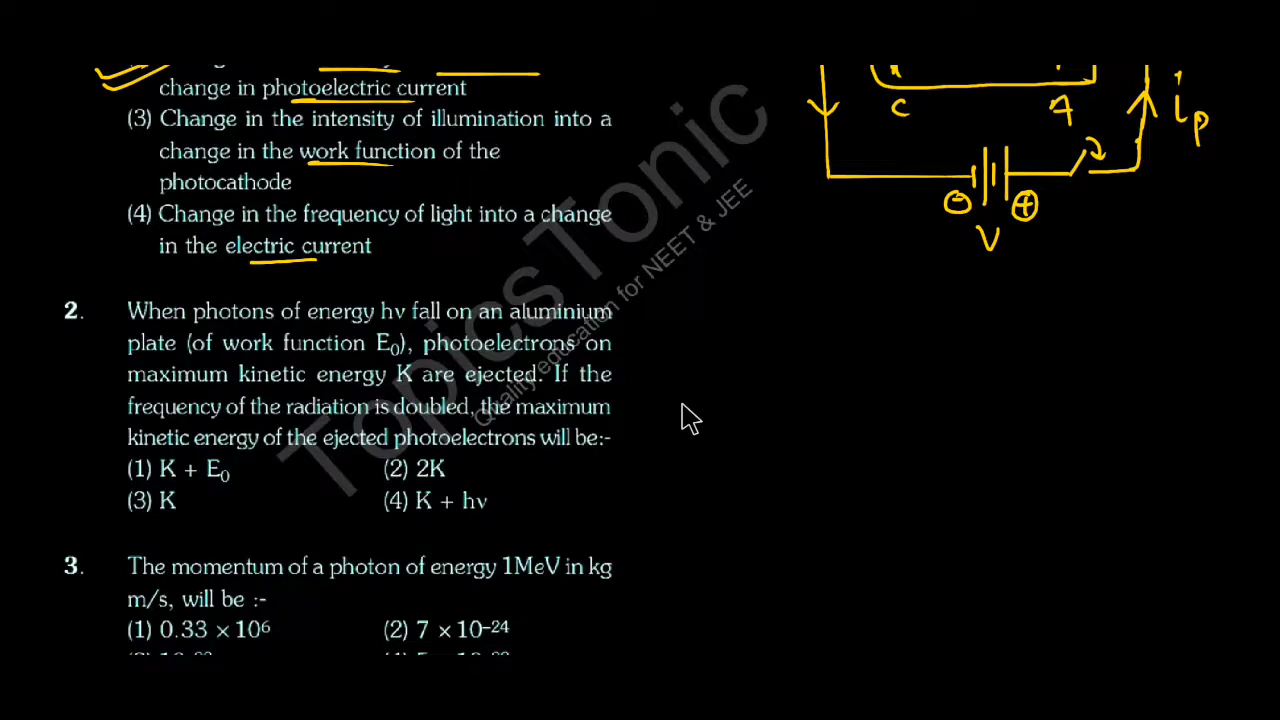 change in photoelectric current
(3) Change in the intensity of illumination into a
change in the work function of the
photocathode
(4) Change in the frequency of light into a change
in the electric current
2. When photons of energy hν fall on an aluminium
plate (of work function E₀), photoelectrons on
maximum kinetic energy K are ejected. If the
frequency of the radiation is doubled, the maximum
kinetic energy of the ejected photoelectrons will be:-
(1) K + E₀ (2) 2K
(3) K (4) K + hν
3. The momentum of a photon of energy 1MeV in kg
m/s, will be :-
(1) 0.33 × 10⁶ (2) 7 × 10⁻²⁴
C A
iₚ
⊖ ⊕
V
TopicsTonic
Quality education for NEET & JEE